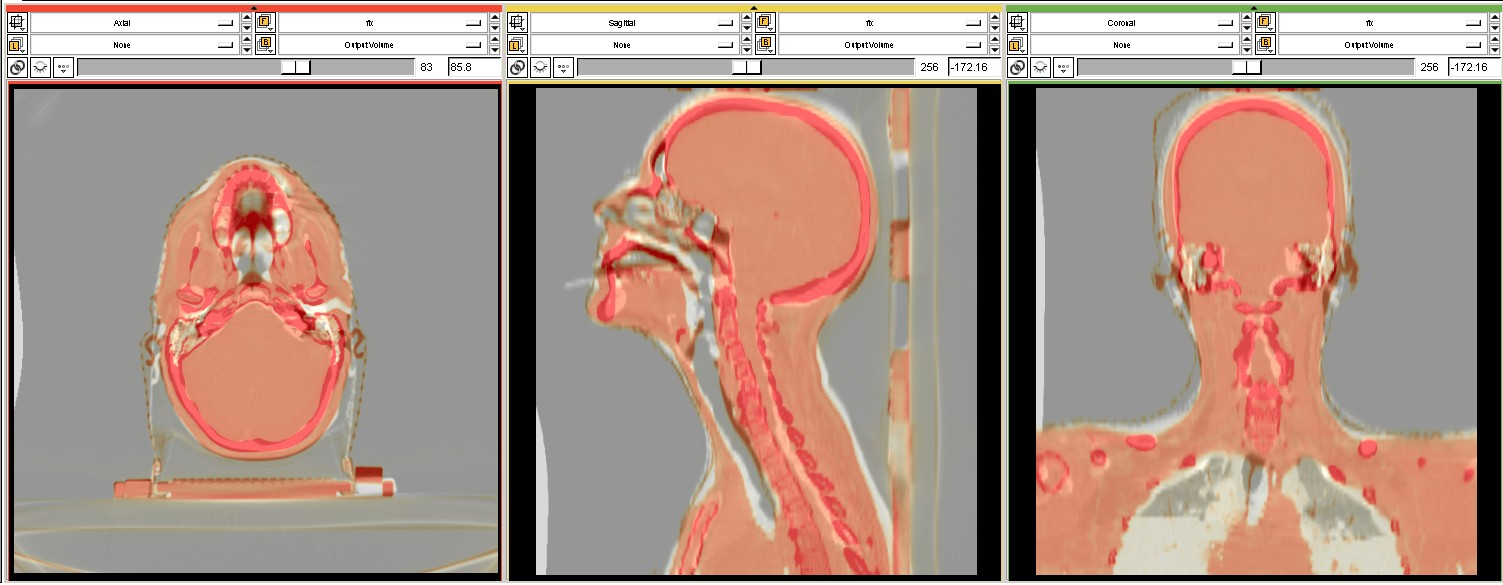 Axial
F
fix
L
None
B
OutputVolume
83
85.8
Sagittal
F
fix
L
None
B
OutputVolume
256
-172.16
Coronal
F
fix
L
None
B
OutputVolume
256
-172.16